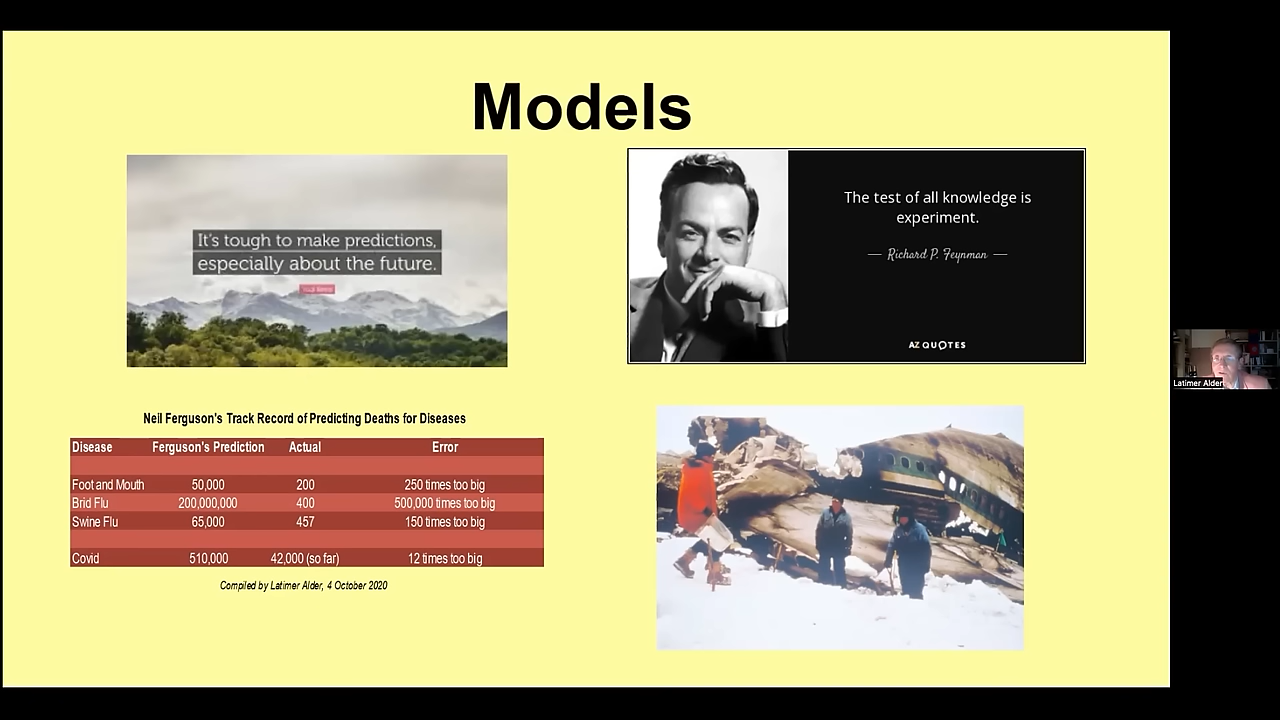 Models
It's tough to make predictions,
especially about the future.
The test of all knowledge is
experiment.
— Richard P. Feynman —
AZ QUOTES
Neil Ferguson's Track Record of Predicting Deaths for Diseases
Disease Ferguson's Prediction Actual Error
Foot and Mouth 50,000 200 250 times too big
Brid Flu 200,000,000 400 500,000 times too big
Swine Flu 65,000 457 150 times too big
Covid 510,000 42,000 (so far) 12 times too big
Compiled by Latimer Alder, 4 October 2020
Latimer Alder